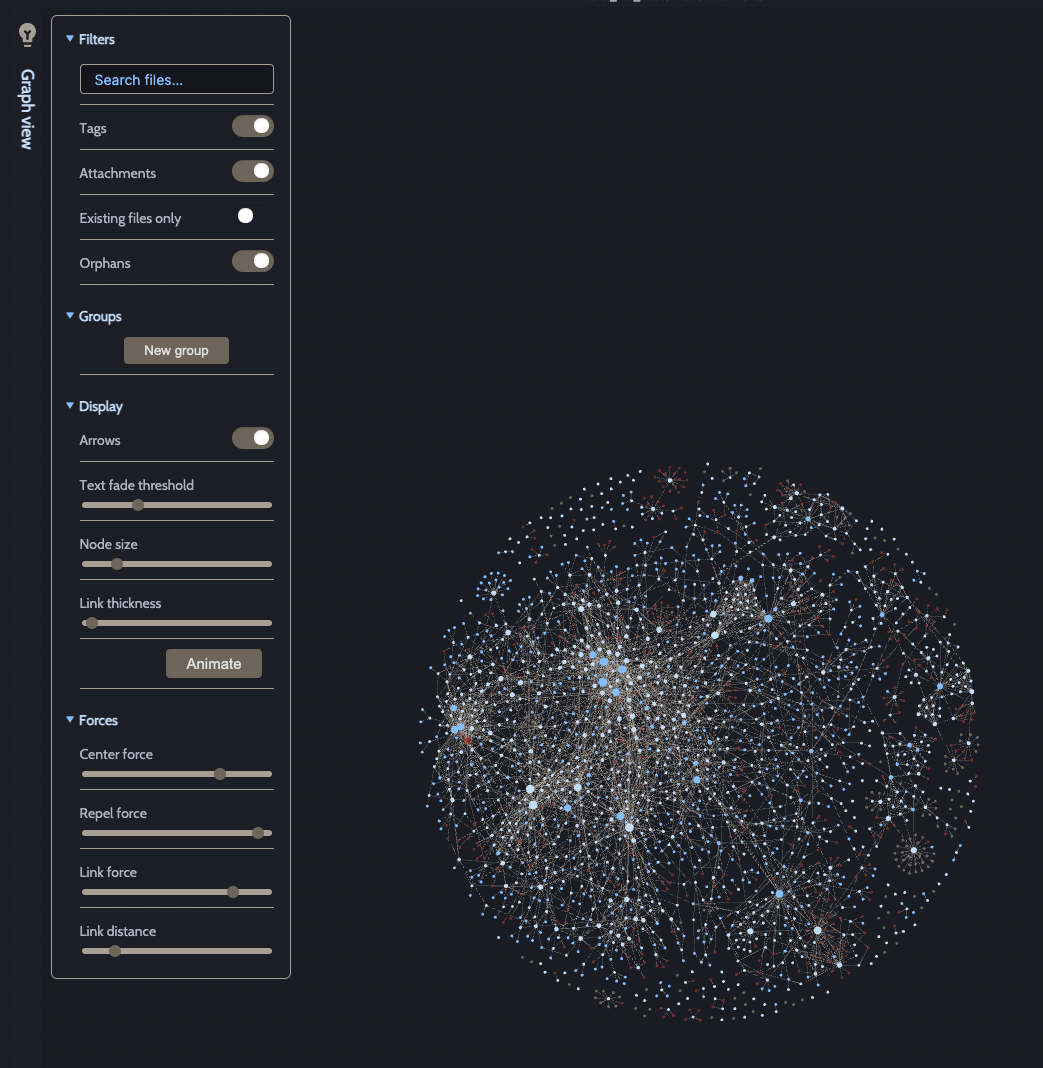 Graph view
Filters
Search files...
Tags
Attachments
Existing files only
Orphans
Groups
New group
Display
Arrows
Text fade threshold
Node size
Link thickness
Animate
Forces
Center force
Repel force
Link force
Link distance